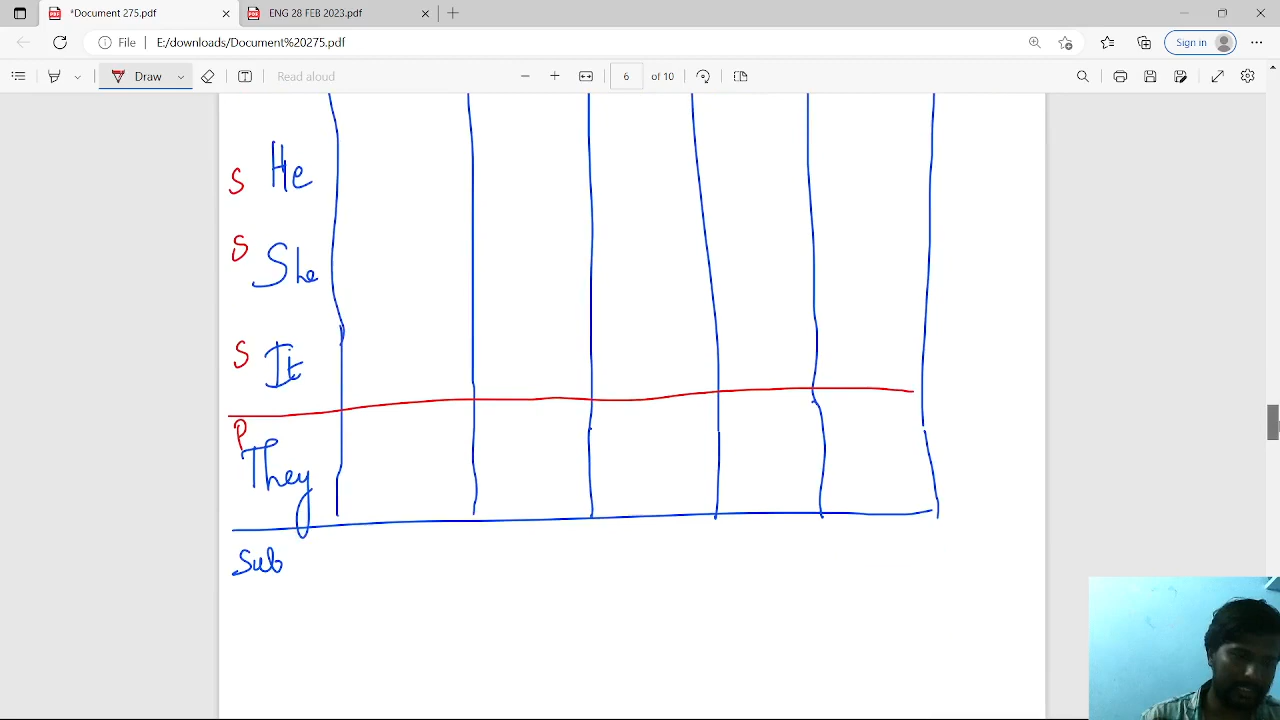 *Document 275.pdf
ENG 28 FEB 2023.pdf
File E:/downloads/Document%20275.pdf
Sign in
Draw
Read aloud
6 of 10
S He
S She
S It
P
They
Sub